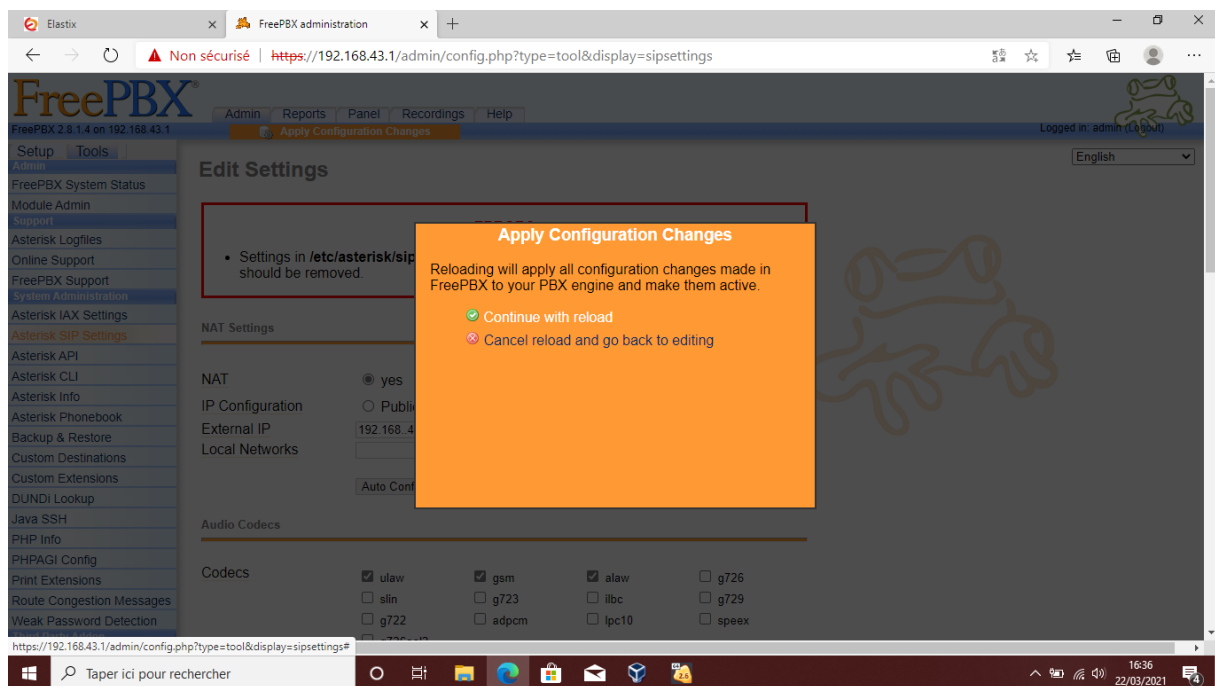 Elastix
FreePBX administration
Non sécurisé | https://192.168.43.1/admin/config.php?type=tool&display=sipsettings
FreePBX®
FreePBX 2.8.1.4 on 192.168.43.1
Admin Reports Panel Recordings Help
Apply Configuration Changes
Logged in: admin (Logout)
Setup Tools
English
Admin
FreePBX System Status
Module Admin
Support
Asterisk Logfiles
Online Support
FreePBX Support
System Administration
Asterisk IAX Settings
Asterisk SIP Settings
Asterisk API
Asterisk CLI
Asterisk Info
Asterisk Phonebook
Backup & Restore
Custom Destinations
Custom Extensions
DUNDi Lookup
Java SSH
PHP Info
PHPAGI Config
Print Extensions
Route Congestion Messages
Weak Password Detection
Edit Settings
Settings in /etc/asterisk/sip
should be removed.
Apply Configuration Changes
Reloading will apply all configuration changes made in
FreePBX to your PBX engine and make them active.
Continue with reload
Cancel reload and go back to editing
NAT Settings
NAT yes
IP Configuration Publi
External IP 192.168..4
Local Networks
Auto Conf
Audio Codecs
Codecs
ulaw gsm alaw g726
slin g723 ilbc g729
g722 adpcm lpc10 speex
https://192.168.43.1/admin/config.php?type=tool&display=sipsettings#
Taper ici pour rechercher
2.6
16:36
22/03/2021
4